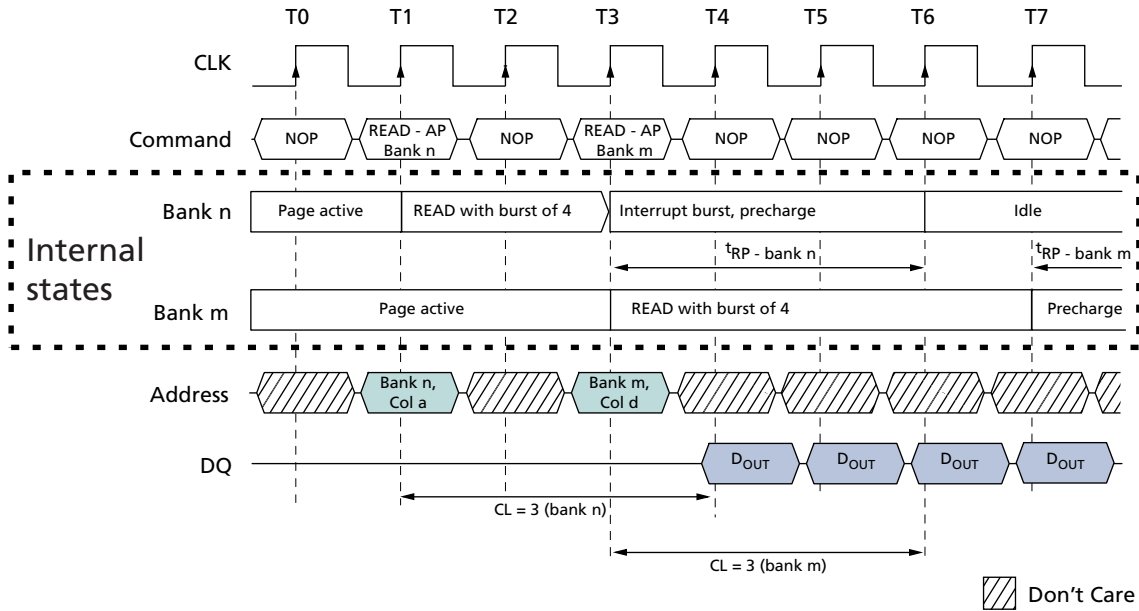 T0 T1 T2 T3 T4 T5 T6 T7
CLK
Command NOP READ - AP Bank n NOP READ - AP Bank m NOP NOP NOP NOP
Bank n Page active READ with burst of 4 Interrupt burst, precharge Idle
Internal states
tRP - bank n tRP - bank m
Bank m Page active READ with burst of 4 Precharge
Address Bank n, Col a Bank m, Col d
DQ DOUT DOUT DOUT DOUT
CL = 3 (bank n)
CL = 3 (bank m)
Don't Care